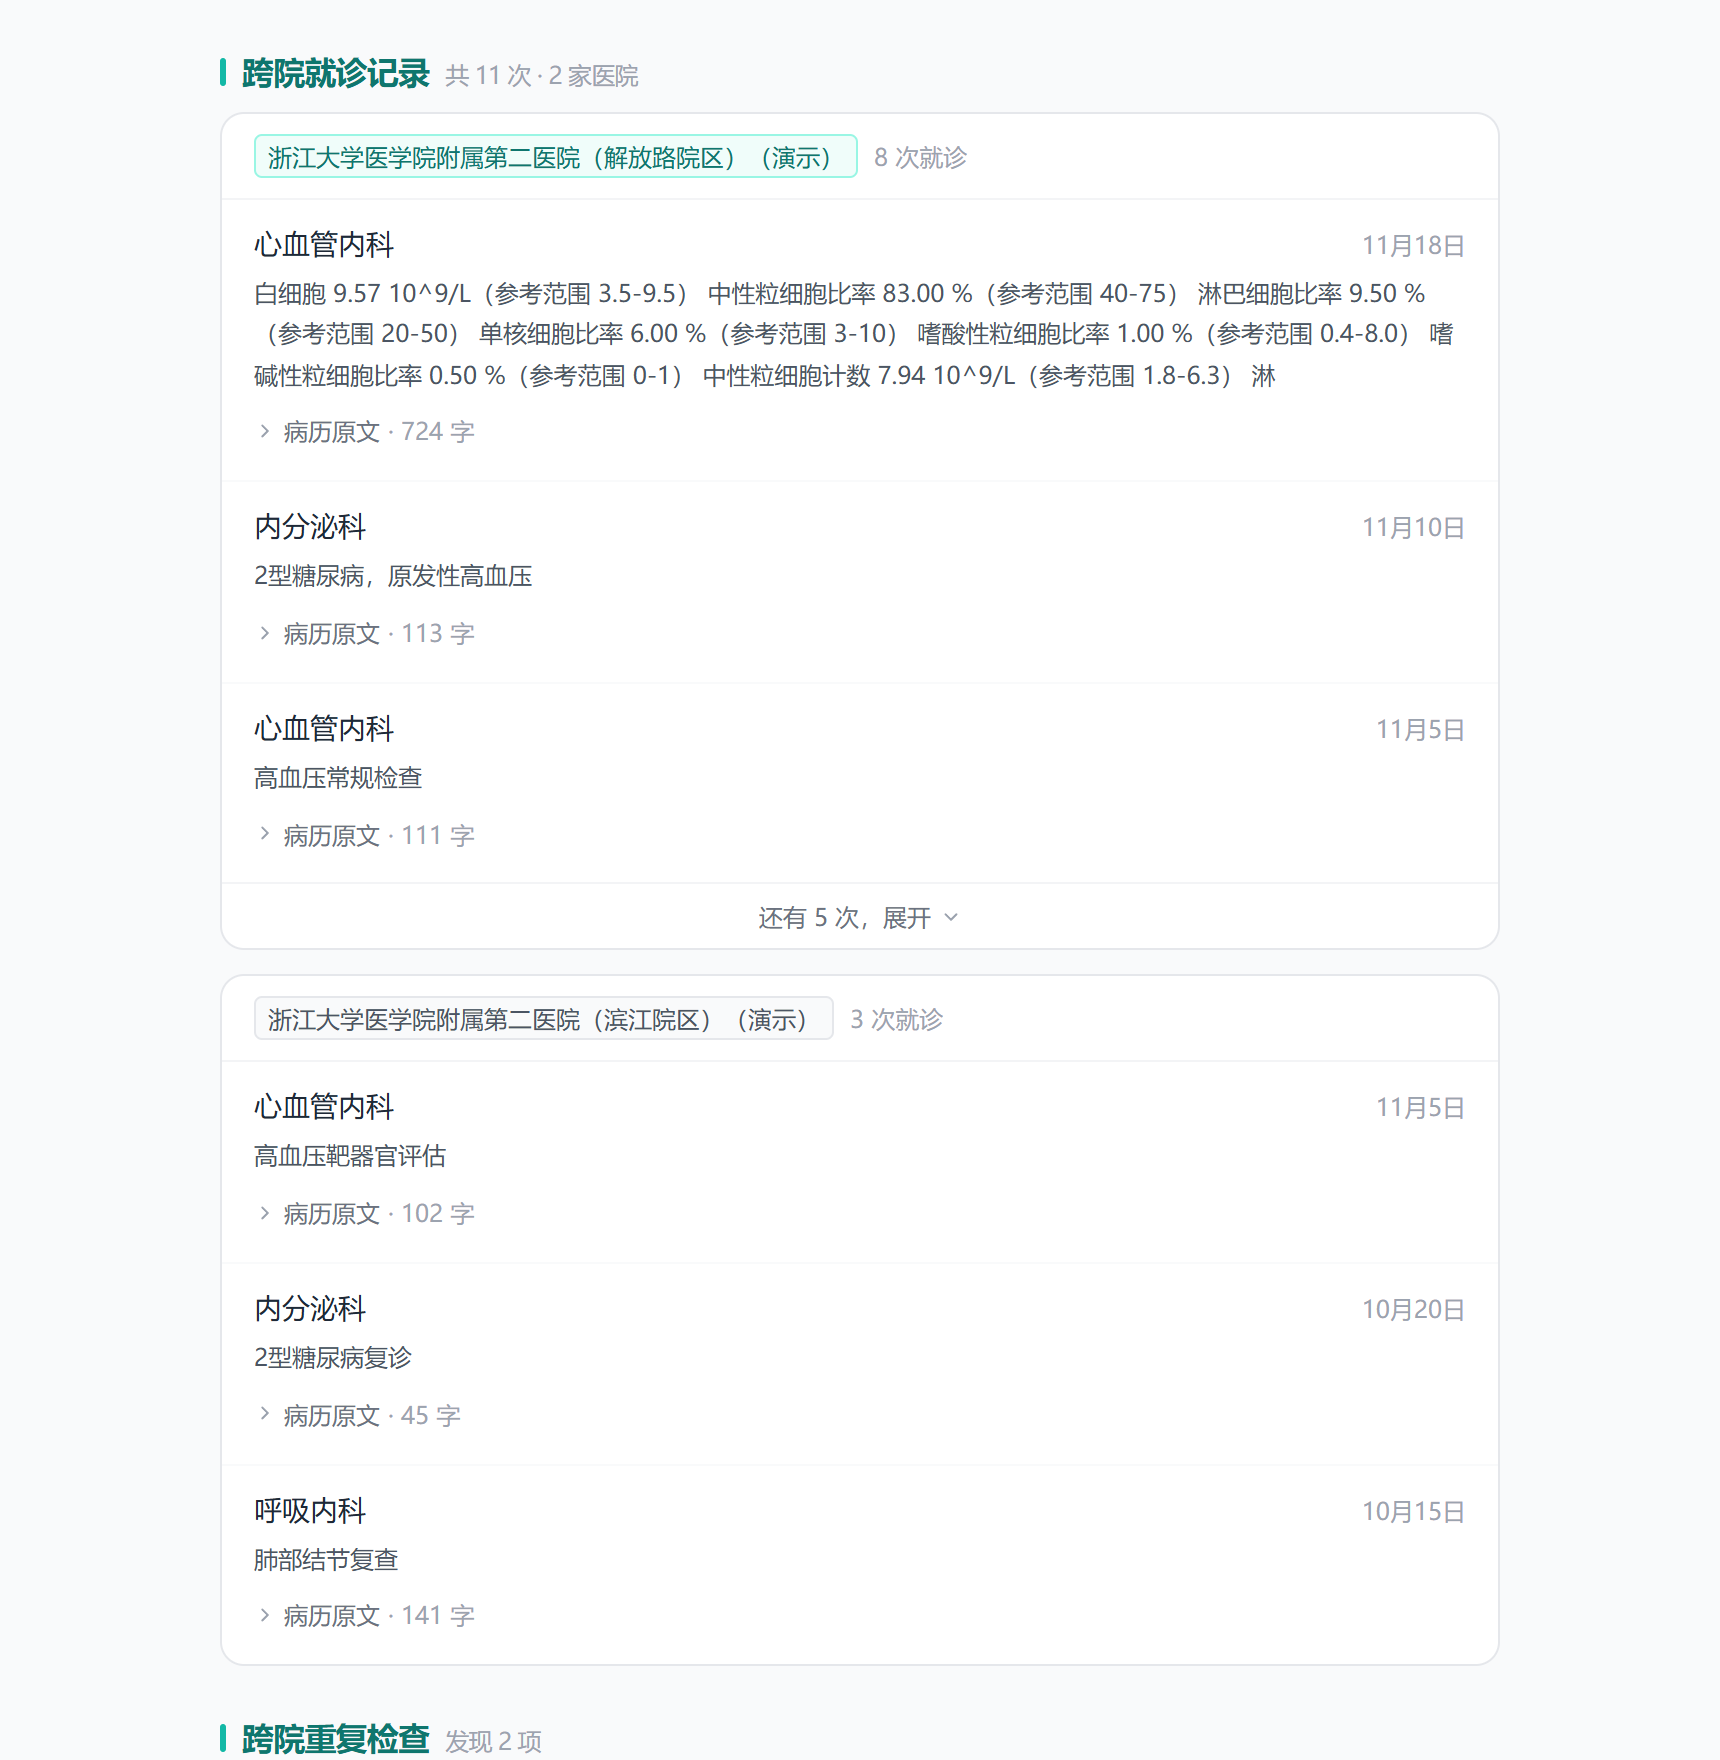 跨院就诊记录 共 11 次 · 2 家医院
浙江大学医学院附属第二医院（解放路院区）（演示） 8 次就诊
心血管内科 11月18日
白细胞 9.57 10^9/L（参考范围 3.5-9.5） 中性粒细胞比率 83.00 %（参考范围 40-75） 淋巴细胞比率 9.50 %
（参考范围 20-50） 单核细胞比率 6.00 %（参考范围 3-10） 嗜酸性粒细胞比率 1.00 %（参考范围 0.4-8.0） 嗜
碱性粒细胞比率 0.50 %（参考范围 0-1） 中性粒细胞计数 7.94 10^9/L（参考范围 1.8-6.3） 淋
病历原文 · 724 字
内分泌科 11月10日
2型糖尿病，原发性高血压
病历原文 · 113 字
心血管内科 11月5日
高血压常规检查
病历原文 · 111 字
还有 5 次，展开
浙江大学医学院附属第二医院（滨江院区）（演示） 3 次就诊
心血管内科 11月5日
高血压靶器官评估
病历原文 · 102 字
内分泌科 10月20日
2型糖尿病复诊
病历原文 · 45 字
呼吸内科 10月15日
肺部结节复查
病历原文 · 141 字
跨院重复检查 发现 2 项